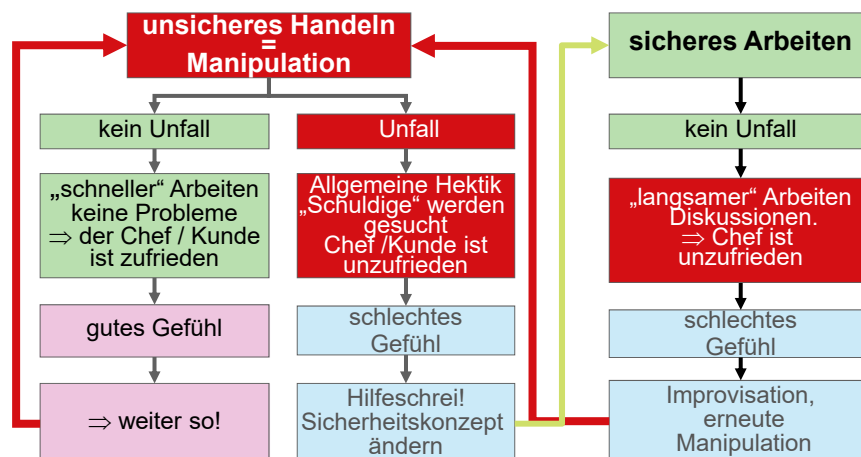 unsicheres Handeln
=
Manipulation
sicheres Arbeiten
kein Unfall
Unfall
kein Unfall
„schneller“ Arbeiten
keine Probleme
⇒ der Chef / Kunde
ist zufrieden
Allgemeine Hektik
„Schuldige“ werden
gesucht
Chef /Kunde ist
unzufrieden
„langsamer“ Arbeiten
Diskussionen.
⇒ Chef ist
unzufrieden
gutes Gefühl
schlechtes
Gefühl
schlechtes
Gefühl
⇒ weiter so!
Hilfeschrei!
Sicherheitskonzept
ändern
Improvisation,
erneute
Manipulation